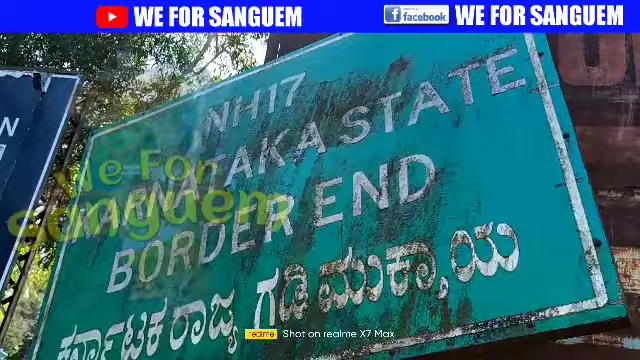 WE FOR SANGUEM
facebook WE FOR SANGUEM
NH17
KARNATAKA STATE
BORDER END
ಕರ್ನಾಟಕ ರಾಜ್ಯ ಗಡಿ ಮುಕ್ತಾಯ
We For
sanguem
realme Shot on realme X7 Max